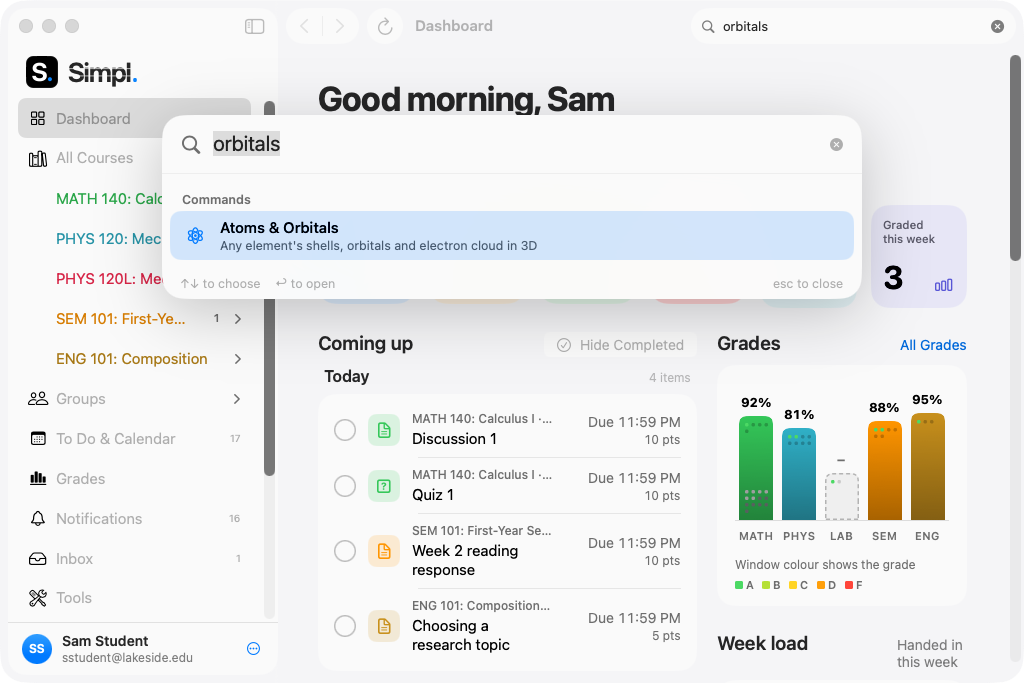 Dashboard
orbitals
S.
Simpl.
Good morning, Sam
Dashboard
All Courses
MATH 140: Calc
PHYS 120: Mec
PHYS 120L: Me
SEM 101: First-Ye... 1
ENG 101: Composition
Groups
To Do & Calendar 17
Grades
Notifications 16
Inbox 1
Tools
SS
Sam Student
sstudent@lakeside.edu
orbitals
Commands
Atoms & Orbitals
Any element's shells, orbitals and electron cloud in 3D
↑↓ to choose ↩ to open
esc to close
Graded
this week
3
Coming up
Hide Completed
Today
4 items
MATH 140: Calculus I ·...
Discussion 1
Due 11:59 PM
10 pts
MATH 140: Calculus I ·...
Quiz 1
Due 11:59 PM
10 pts
SEM 101: First-Year Se...
Week 2 reading
response
Due 11:59 PM
10 pts
ENG 101: Composition...
Choosing a
research topic
Due 11:59 PM
5 pts
Grades
All Grades
92% 81% – 88% 95%
MATH PHYS LAB SEM ENG
Window colour shows the grade
A B C D F
Week load
Handed in
this week